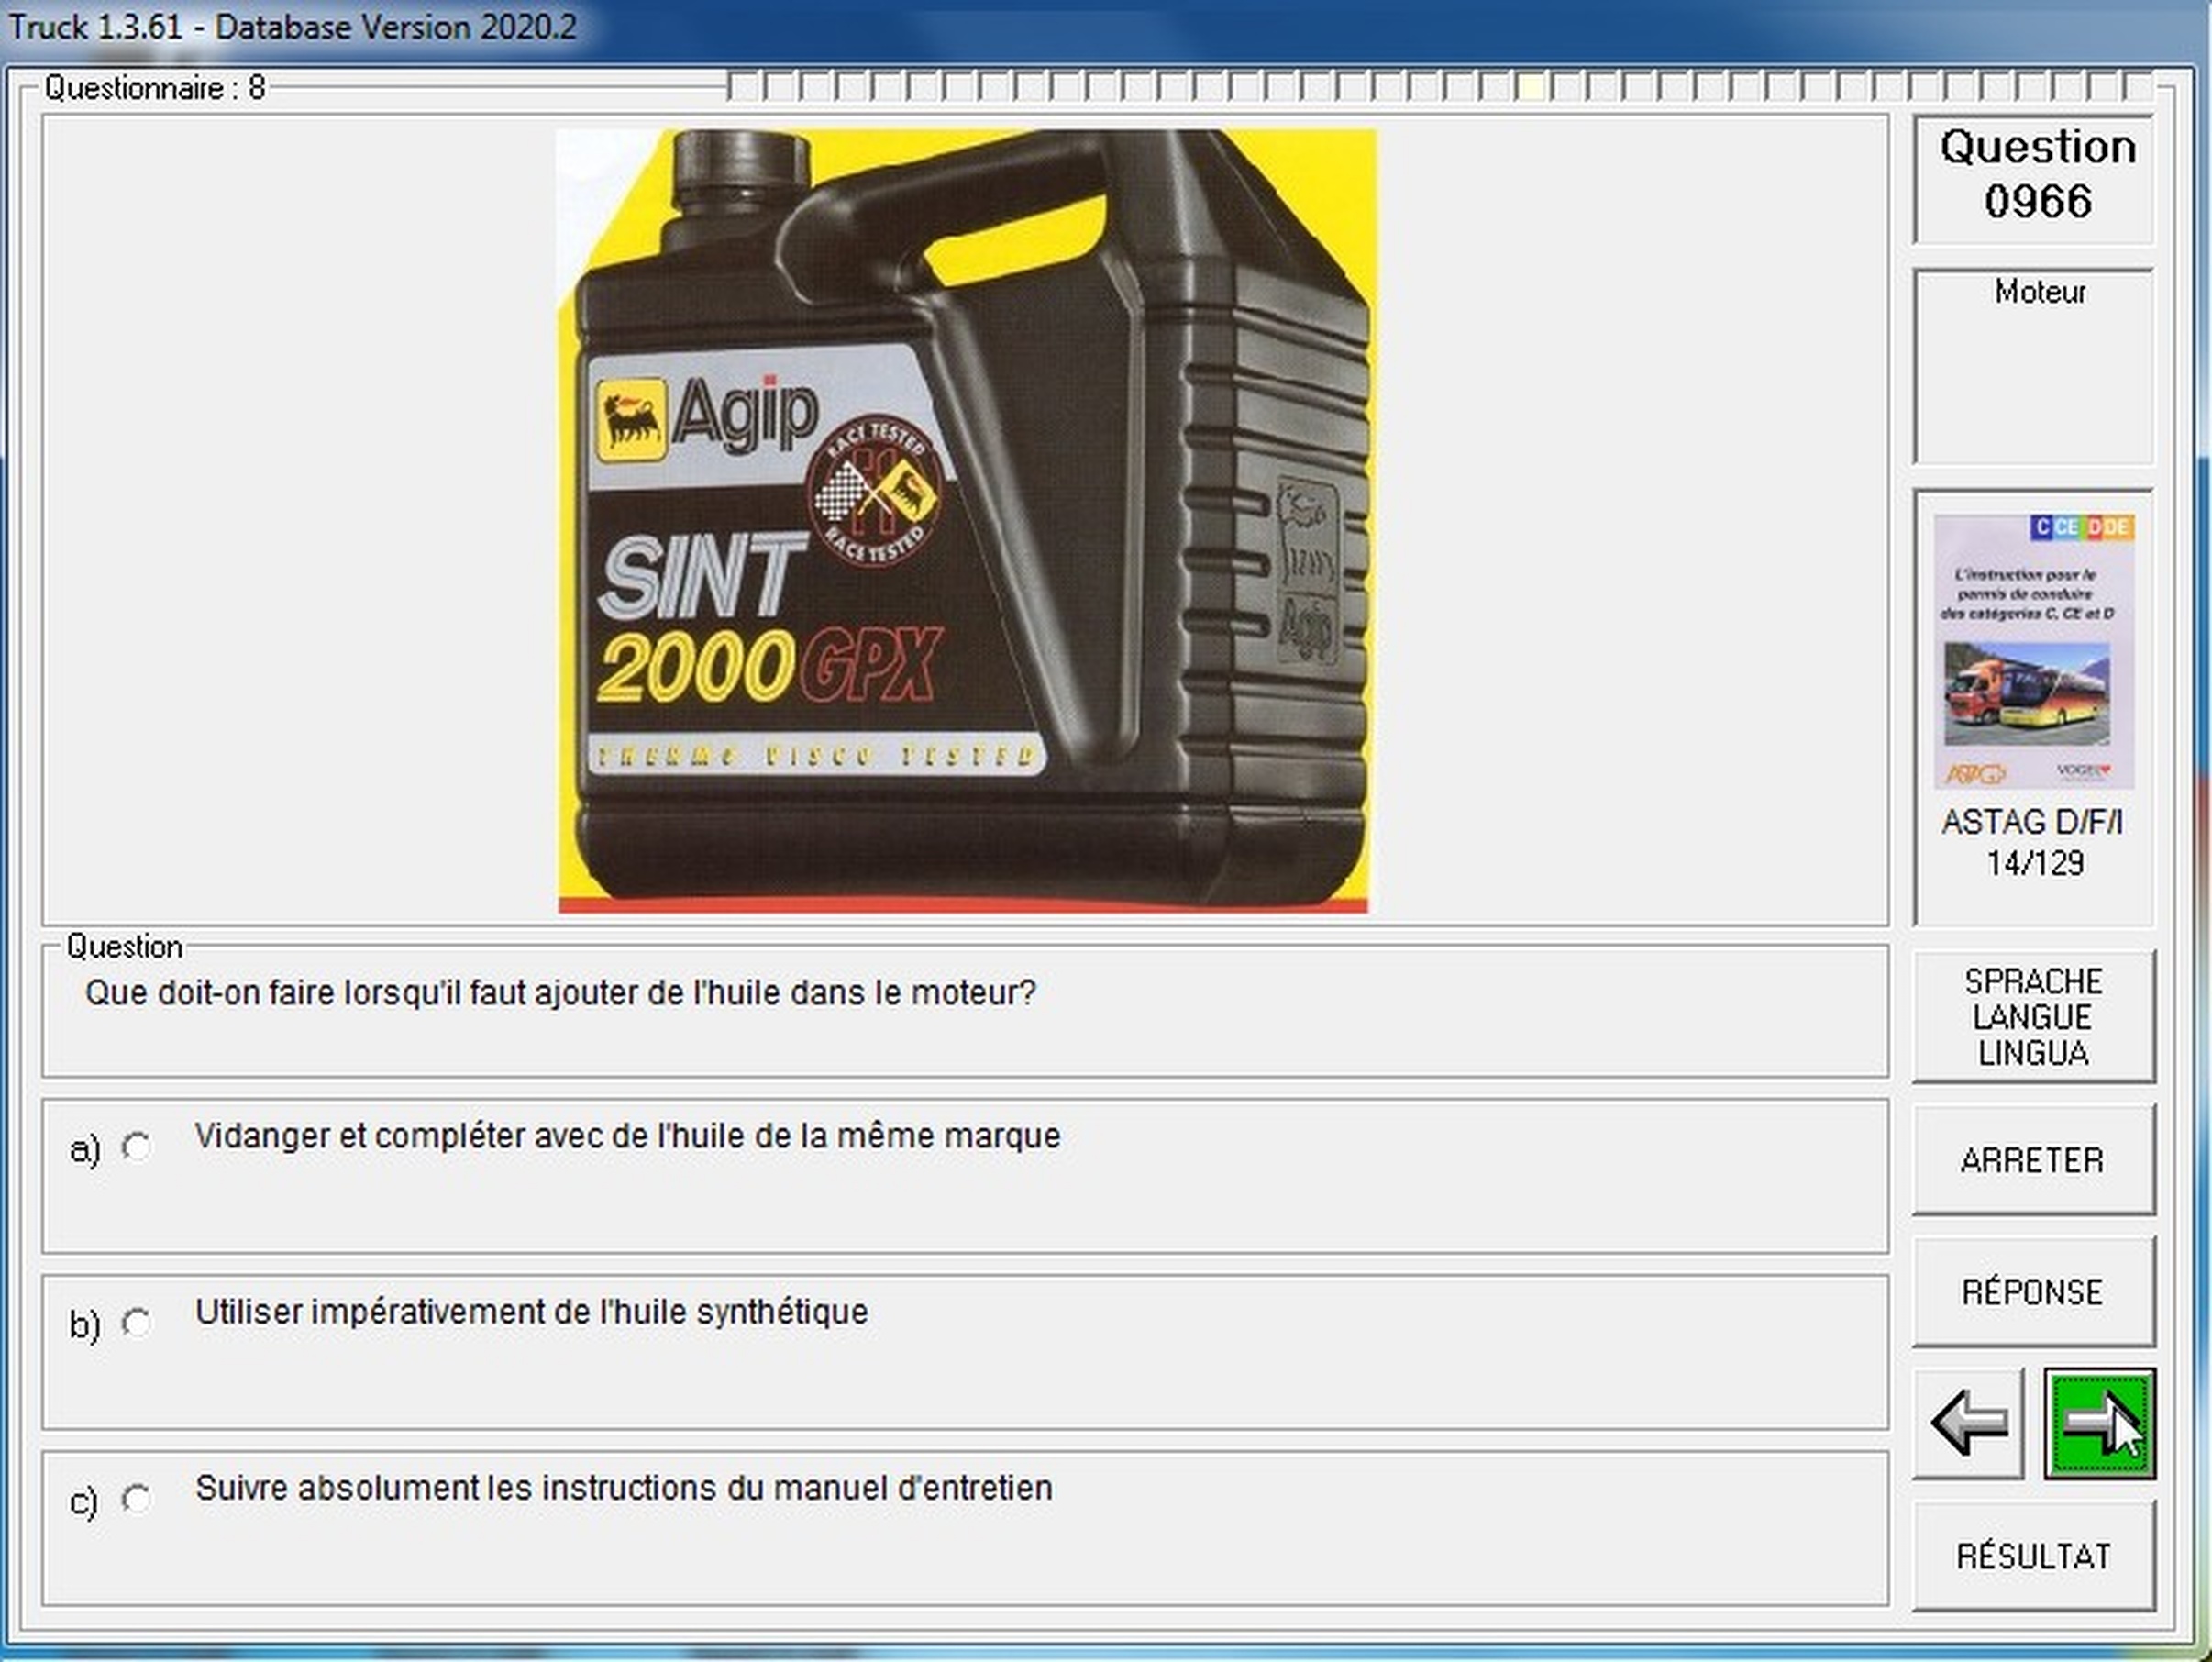 Truck 1.3.61 - Database Version 2020.2
Questionnaire : 8
Question
0966
Moteur
Agip
RACE TESTED
RACE TESTED
SINT
2000 GPX
THERMO VISCO TESTED
Agip
C CE D DE
L'instruction pour le
permis de conduire
des catégories C, CE et D
ASTAG
VOGEL
ASTAG D/F/I
14/129
Question
Que doit-on faire lorsqu'il faut ajouter de l'huile dans le moteur?
a) Vidanger et compléter avec de l'huile de la même marque
b) Utiliser impérativement de l'huile synthétique
c) Suivre absolument les instructions du manuel d'entretien
SPRACHE
LANGUE
LINGUA
ARRETER
RÉPONSE
RÉSULTAT